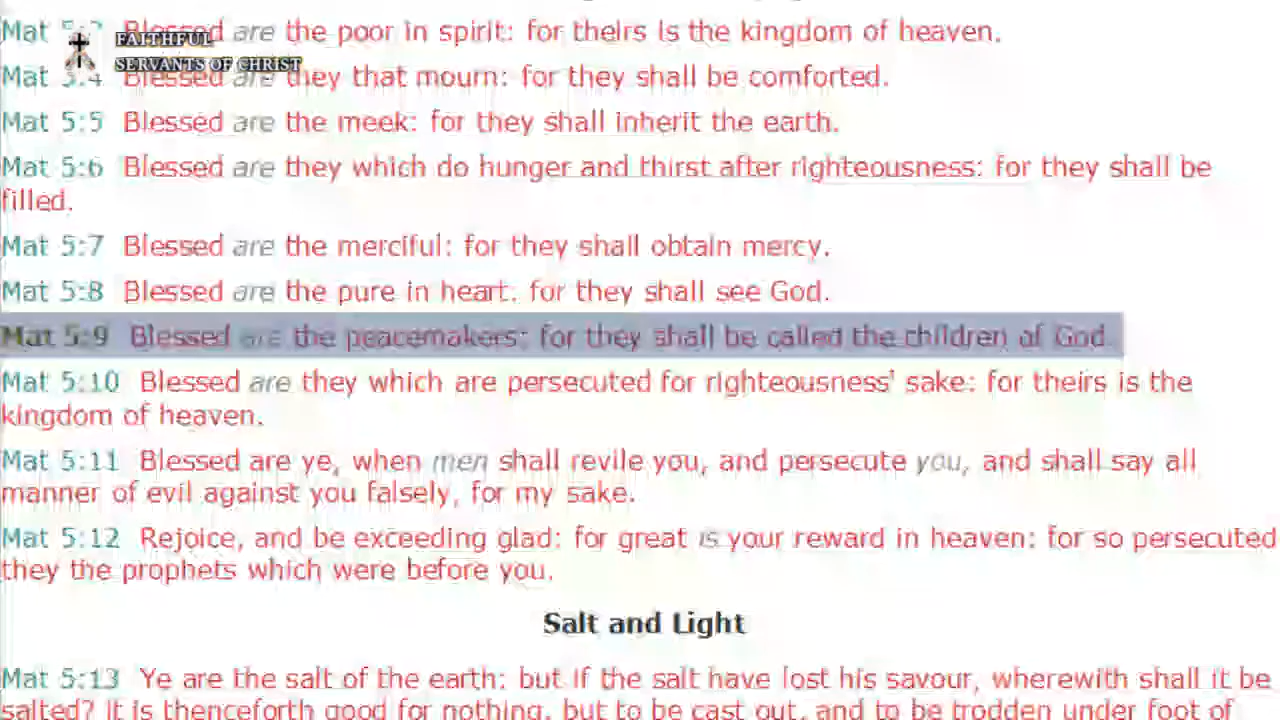 Mat 5:3 Blessed are the poor in spirit: for theirs is the kingdom of heaven.
FAITHFUL
SERVANTS OF CHRIST
Mat 5:4 Blessed are they that mourn: for they shall be comforted.
Mat 5:5 Blessed are the meek: for they shall inherit the earth.
Mat 5:6 Blessed are they which do hunger and thirst after righteousness: for they shall be
filled.
Mat 5:7 Blessed are the merciful: for they shall obtain mercy.
Mat 5:8 Blessed are the pure in heart: for they shall see God.
Mat 5:9 Blessed are the peacemakers: for they shall be called the children of God.
Mat 5:10 Blessed are they which are persecuted for righteousness' sake: for theirs is the
kingdom of heaven.
Mat 5:11 Blessed are ye, when men shall revile you, and persecute you, and shall say all
manner of evil against you falsely, for my sake.
Mat 5:12 Rejoice, and be exceeding glad: for great is your reward in heaven: for so persecuted
they the prophets which were before you.
Salt and Light
Mat 5:13 Ye are the salt of the earth: but if the salt have lost his savour, wherewith shall it be
salted? it is thenceforth good for nothing, but to be cast out, and to be trodden under foot of